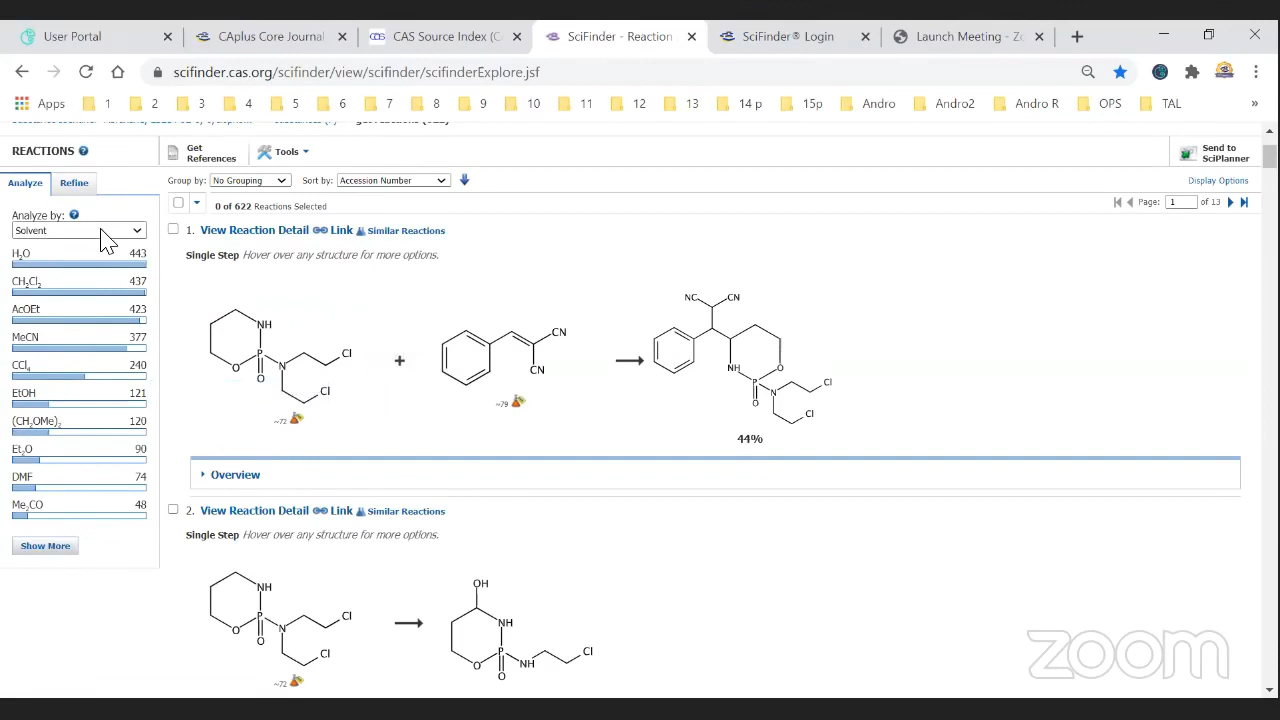 User Portal
CAplus Core Journal
CAS Source Index (C
SciFinder - Reaction
SciFinder® Login
Launch Meeting - Zo
scifinder.cas.org/scifinder/view/scifinder/scifinderExplore.jsf
Apps 1 2 3 4 5 6 7 8 9 10 11 12 13 14 p 15p Andro Andro2 Andro R OPS TAL »
REACTIONS
Get References
Tools
Send to SciPlanner
Analyze Refine
Group by: No Grouping Sort by: Accession Number
Display Options
0 of 622 Reactions Selected
Page: 1 of 13
Analyze by:
Solvent
H2O 443
CH2Cl2 437
AcOEt 423
MeCN 377
CCl4 240
EtOH 121
(CH2OMe)2 120
Et2O 90
DMF 74
Me2CO 48
Show More
1. View Reaction Detail Link Similar Reactions
Single Step Hover over any structure for more options.
NH
O
P
O
N
Cl
Cl
~72
+
CN
CN
~79
NC
CN
NH
O
P
O
N
Cl
Cl
44%
Overview
2. View Reaction Detail Link Similar Reactions
Single Step Hover over any structure for more options.
NH
O
P
O
N
Cl
Cl
~72
OH
NH
O
P
O
NH
Cl
zoom